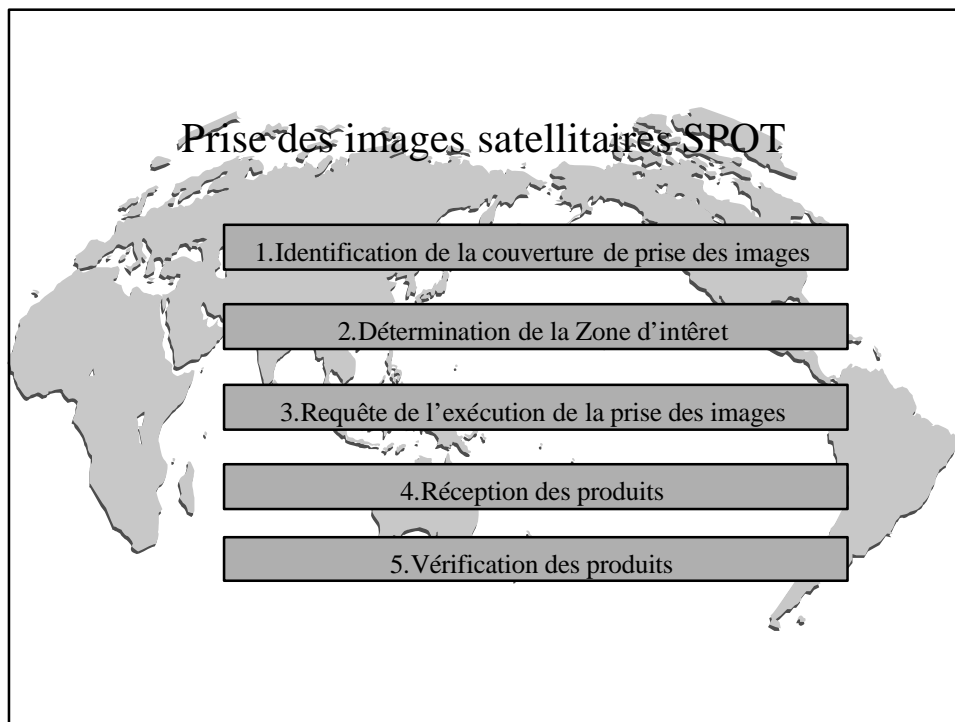 Prise des images satellitaires SPOT
1.Identification de la couverture de prise des images
2.Détermination de la Zone d’intêret
3.Requête de l’exécution de la prise des images
4.Réception des produits
5.Vérification des produits